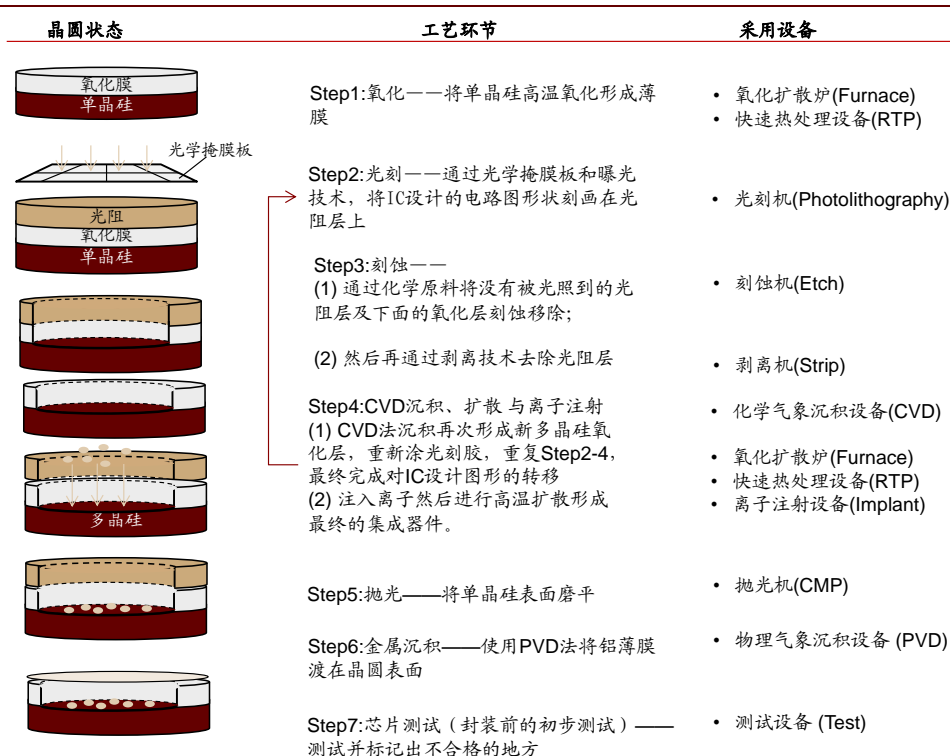 晶圆状态
工艺环节
采用设备
氧化膜
单晶硅
Step1:氧化——将单晶硅高温氧化形成薄
膜
• 氧化扩散炉(Furnace)
• 快速热处理设备(RTP)
光学掩膜板
光阻
氧化膜
单晶硅
Step2:光刻——通过光学掩膜板和曝光
技术，将IC设计的电路图形状刻画在光
阻层上
• 光刻机(Photolithography)
Step3:刻蚀——
(1) 通过化学原料将没有被光照到的光
阻层及下面的氧化层刻蚀移除;
• 刻蚀机(Etch)
(2) 然后再通过剥离技术去除光阻层
• 剥离机(Strip)
Step4:CVD沉积、扩散 与离子注射
(1) CVD法沉积再次形成新多晶硅氧
化层，重新涂光刻胶，重复Step2-4，
最终完成对IC设计图形的转移
(2) 注入离子然后进行高温扩散形成
最终的集成器件。
• 化学气象沉积设备(CVD)
• 氧化扩散炉(Furnace)
• 快速热处理设备(RTP)
• 离子注射设备(Implant)
多晶硅
Step5:抛光——将单晶硅表面磨平
• 抛光机(CMP)
Step6:金属沉积——使用PVD法将铝薄膜
渡在晶圆表面
• 物理气象沉积设备 (PVD)
Step7:芯片测试（封装前的初步测试）——
测试并标记出不合格的地方
• 测试设备 (Test)